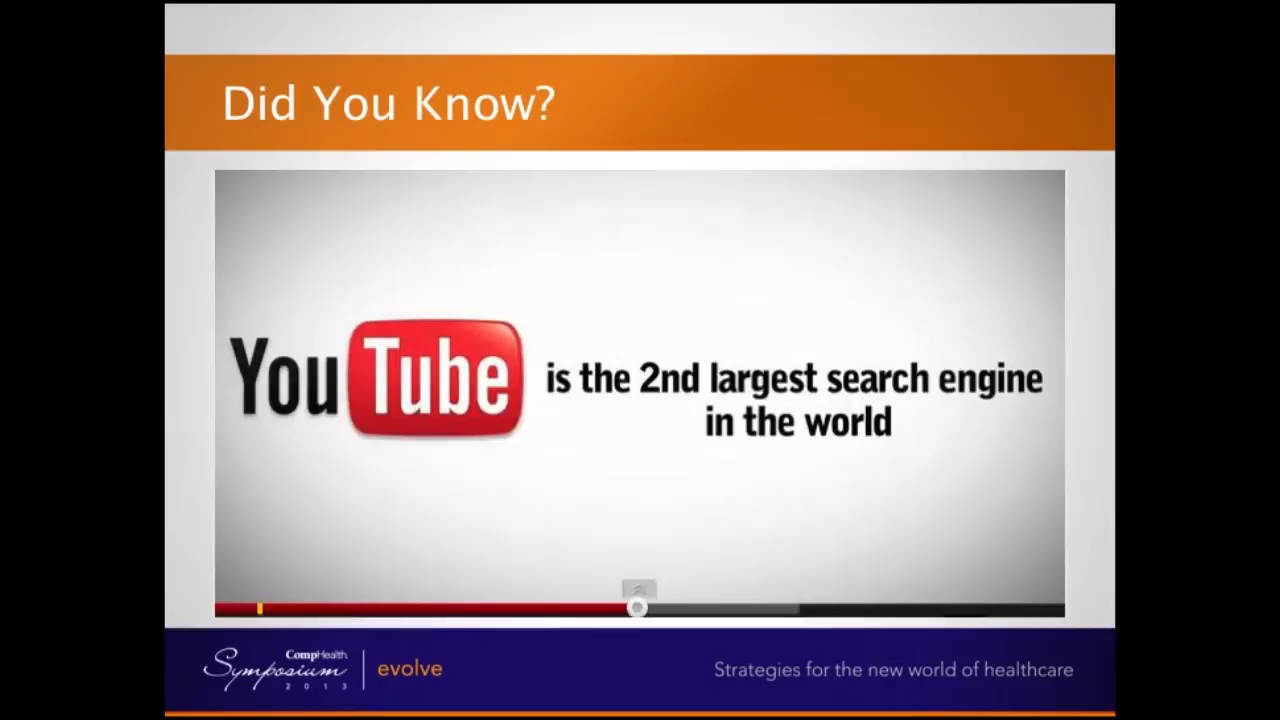 Did You Know?
YouTube
is the 2nd largest search engine
in the world
CompHealth
Symposium
2013
evolve
Strategies for the new world of healthcare